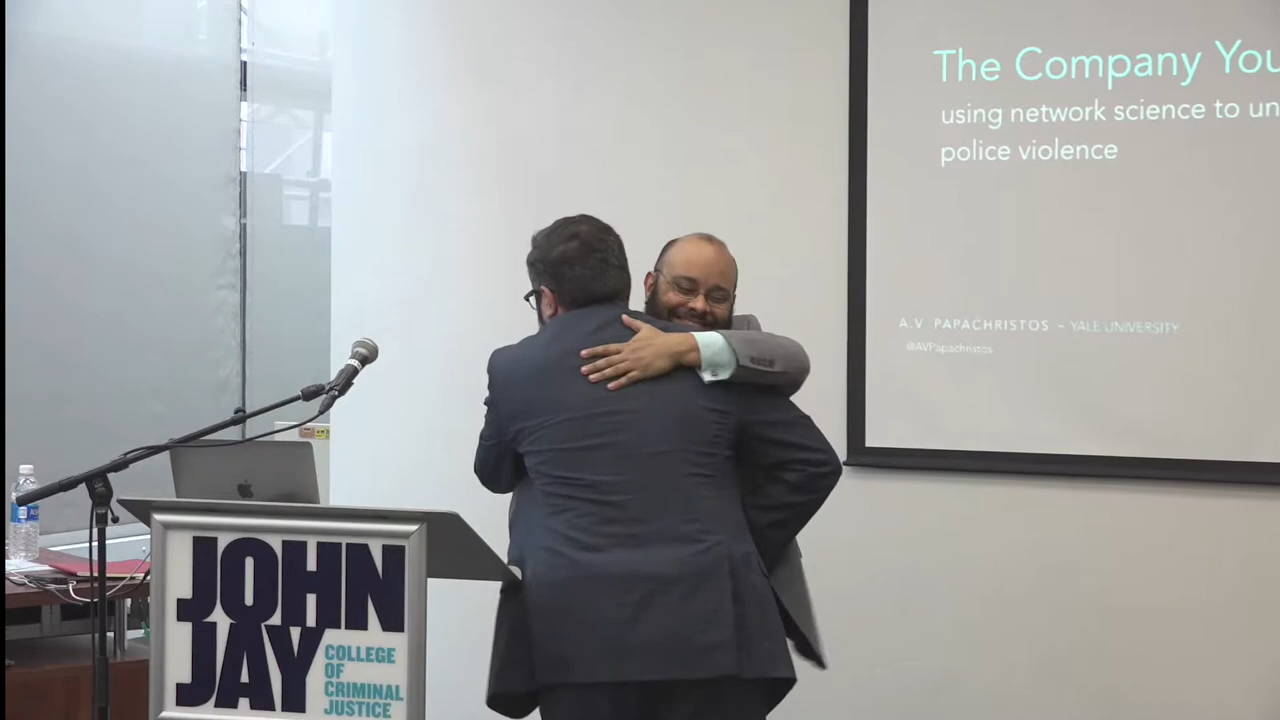 The Company You
using network science to un
police violence
A.V PAPACHRISTOS – YALE UNIVERSITY
@AVPapachristos
JOHN
JAY
COLLEGE
OF
CRIMINAL
JUSTICE